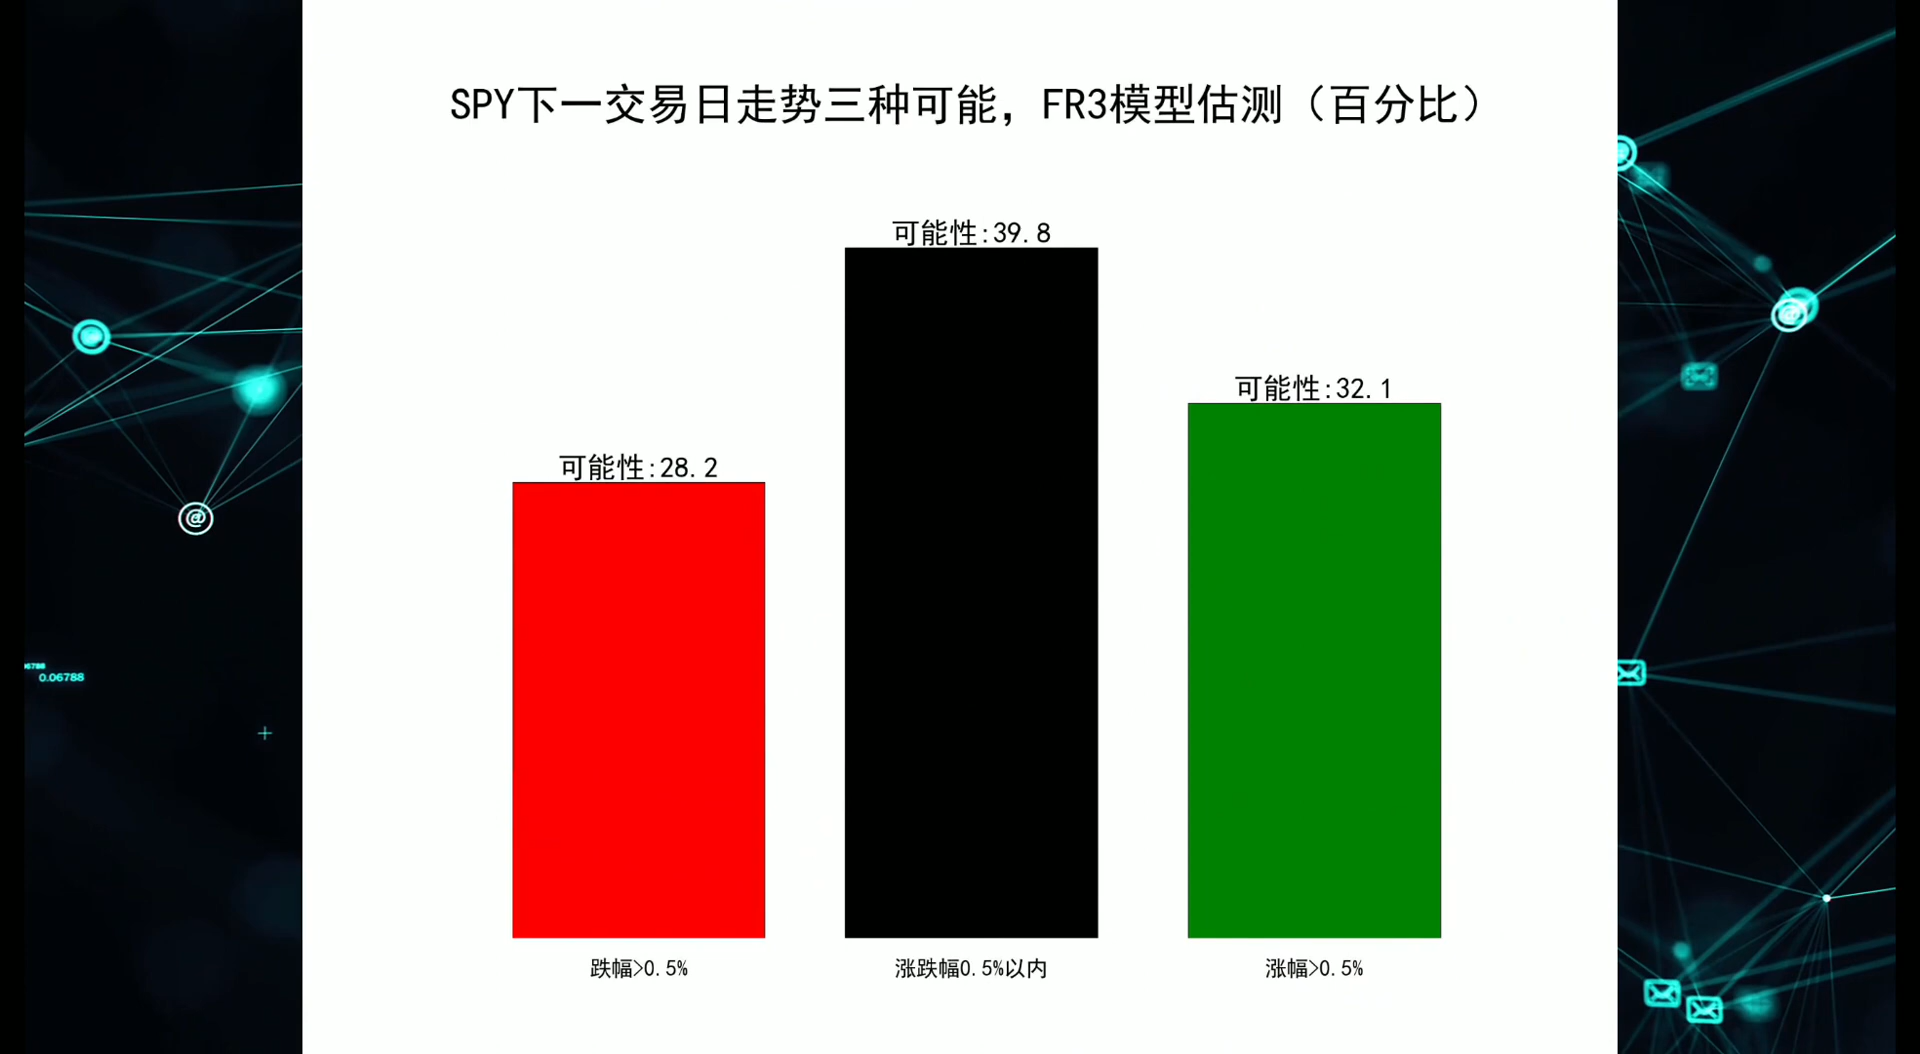 SPY下一交易日走势三种可能，FR3模型估测（百分比）
可能性:39.8
可能性:32.1
可能性:28.2
跌幅>0.5%
涨跌幅0.5%以内
涨幅>0.5%
@
0.06788